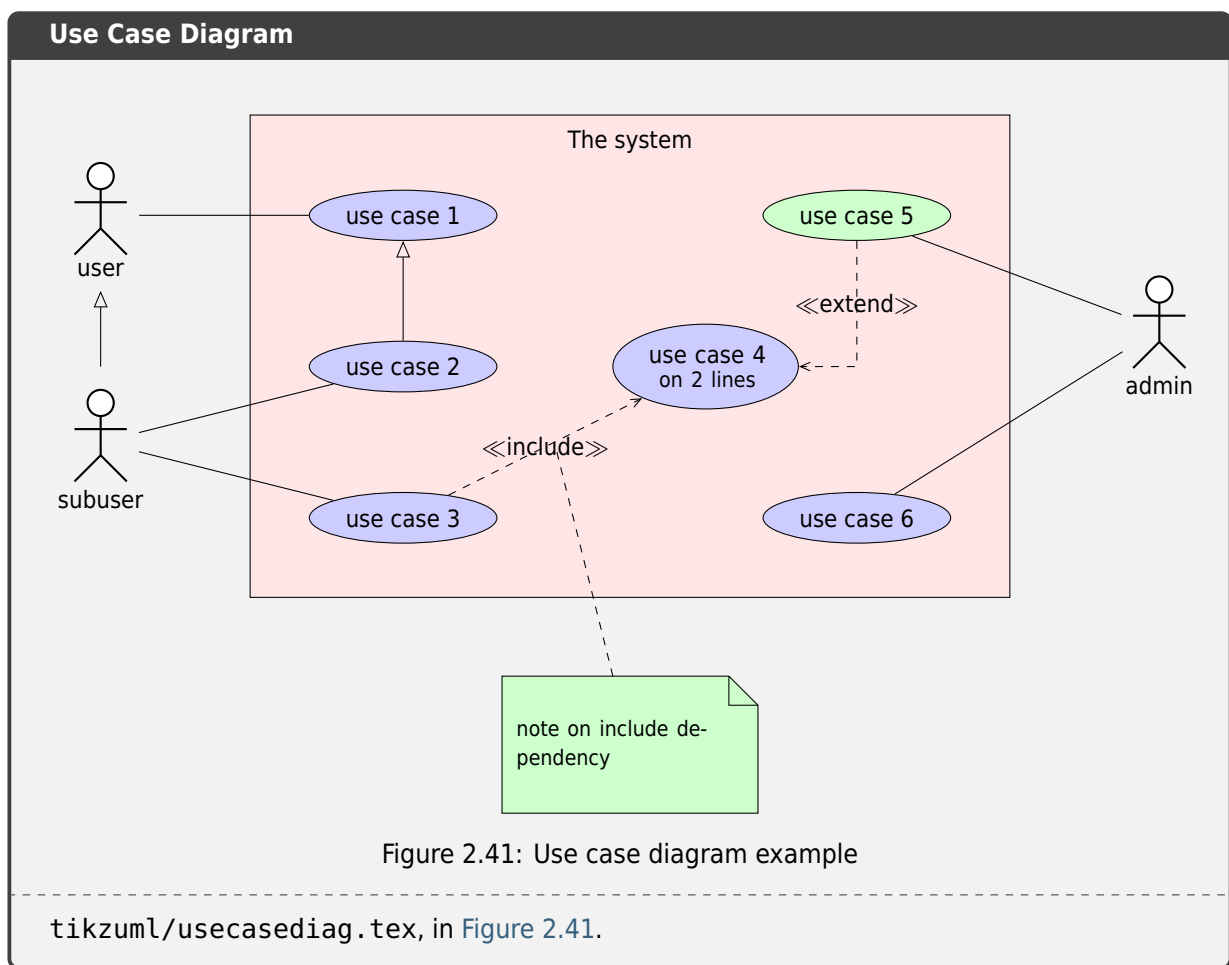 Use Case Diagram
The system
user
use case 1
use case 5
≪extend≫
use case 2
use case 4
on 2 lines
admin
subuser
≪include≫
use case 3
use case 6
note on include de-
pendency
Figure 2.41: Use case diagram example
tikzuml/usecasediag.tex, in Figure 2.41.